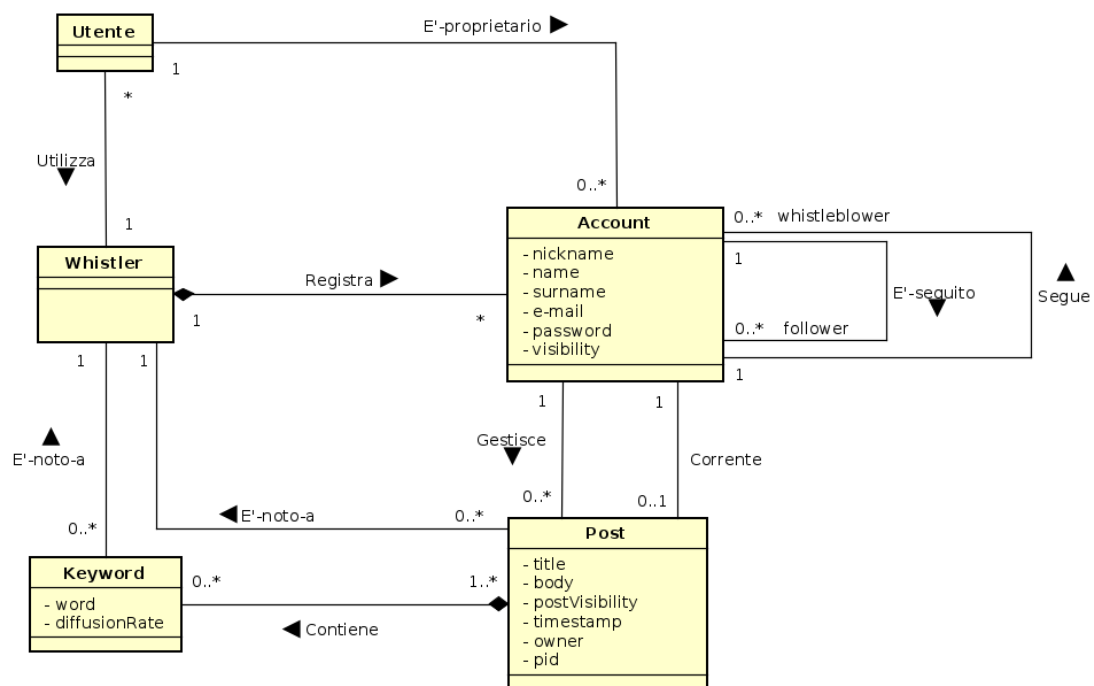 Utente
E'-proprietario
1
*
Utilizza
0..*
1
Whistler
Account
- nickname
- name
- surname
- e-mail
- password
- visibility
0..* whistleblower
1
E'-seguito
Segue
0..* follower
1
Registra
1
*
1
1
1
1
Gestisce
Corrente
E'-noto-a
0..*
0..1
E'-noto-a
0..*
0..*
Post
- title
- body
- postVisibility
- timestamp
- owner
- pid
Keyword
- word
- diffusionRate
0..*
1..*
Contiene